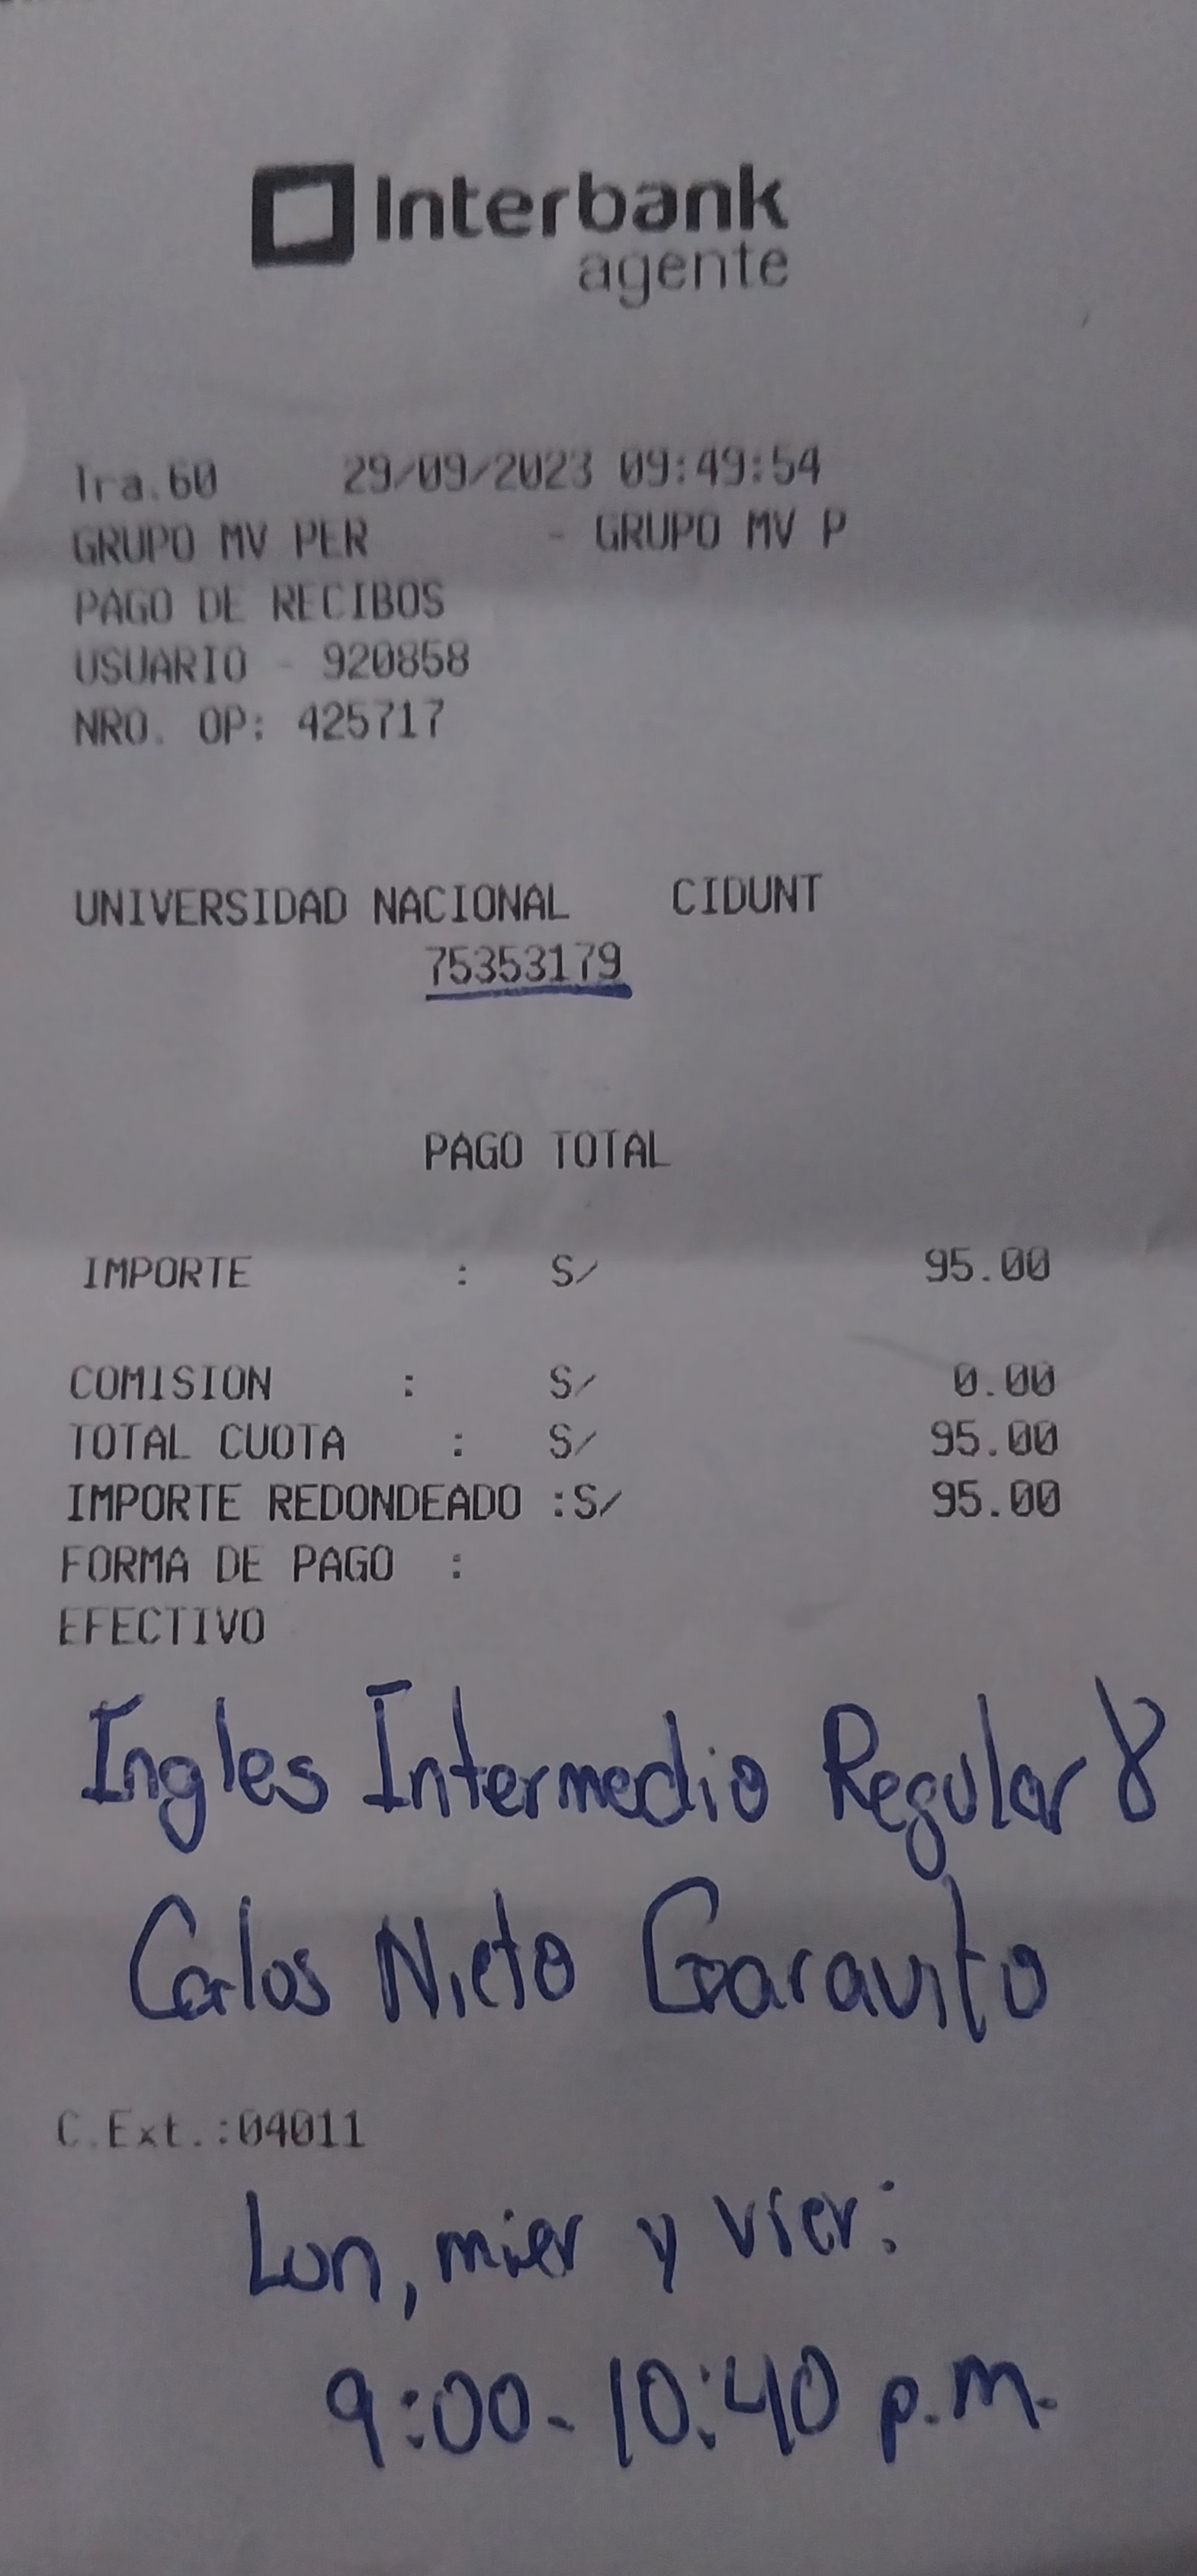 Interbank
agente
Tra.60 29/09/2023 09:49:54
GRUPO MV PER - GRUPO MV P
PAGO DE RECIBOS
USUARIO - 920858
NRO. OP: 425717
UNIVERSIDAD NACIONAL CIDUNT
75353179
PAGO TOTAL
IMPORTE : S/ 95.00
COMISION : S/ 0.00
TOTAL CUOTA : S/ 95.00
IMPORTE REDONDEADO :S/ 95.00
FORMA DE PAGO :
EFECTIVO
Ingles Intermedio Regular 8
Carlos Nieto Garavito
C.Ext.:04011
Lun, mier y vier:
9:00-10:40 p.m.